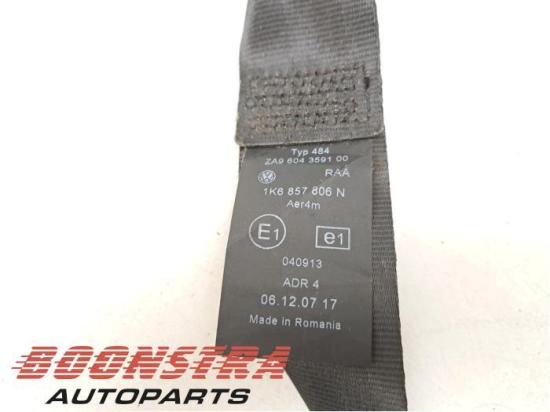 Typ 484
ZA9 604 3591 00
RAÄ
1K6 857 806 N
Aer4m
E1
e1
040913
ADR 4
06.12.07 17
Made in Romania
BOONSTRA
AUTOPARTS